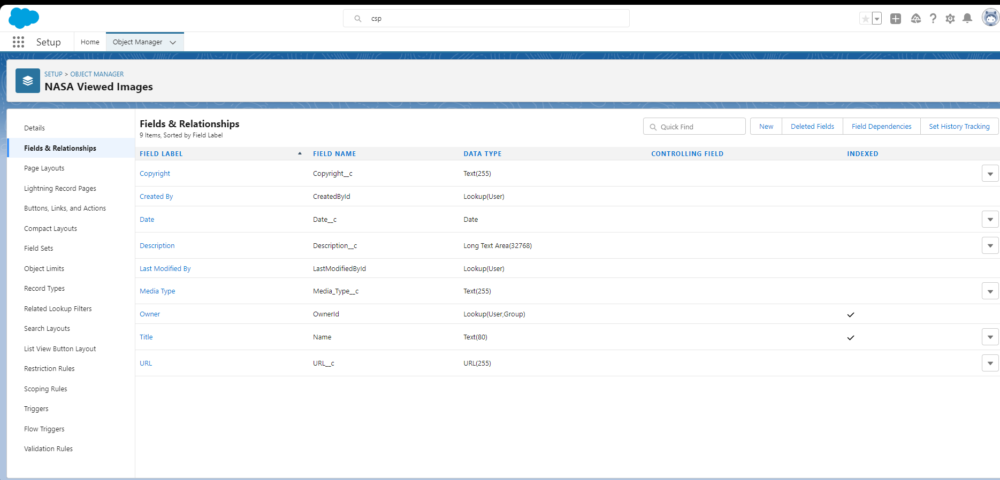 csp
Setup
Home
Object Manager
SETUP > OBJECT MANAGER
NASA Viewed Images
Details
Fields & Relationships
Page Layouts
Lightning Record Pages
Buttons, Links, and Actions
Compact Layouts
Field Sets
Object Limits
Record Types
Related Lookup Filters
Search Layouts
List View Button Layout
Restriction Rules
Scoping Rules
Triggers
Flow Triggers
Validation Rules
Fields & Relationships
9 Items, Sorted by Field Label
Quick Find
New
Deleted Fields
Field Dependencies
Set History Tracking
FIELD LABEL FIELD NAME DATA TYPE CONTROLLING FIELD INDEXED
Copyright Copyright__c Text(255)
Created By CreatedById Lookup(User)
Date Date__c Date
Description Description__c Long Text Area(32768)
Last Modified By LastModifiedById Lookup(User)
Media Type Media_Type__c Text(255)
Owner OwnerId Lookup(User,Group)
Title Name Text(80)
URL URL__c URL(255)